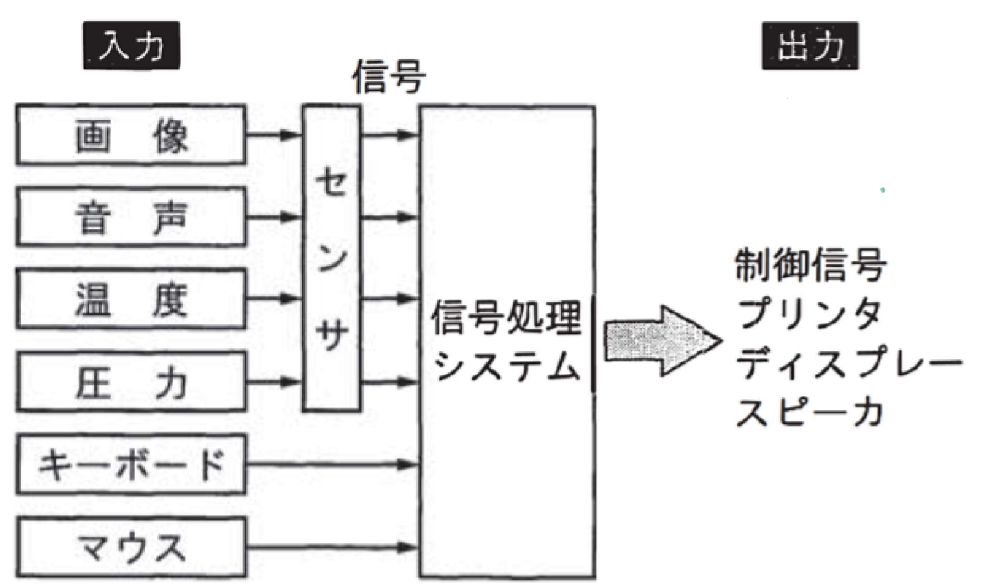 入力
出力
信号
画像
音声
温度
圧力
キーボード
マウス
センサ
信号処理
システム
制御信号
プリンタ
ディスプレー
スピーカ